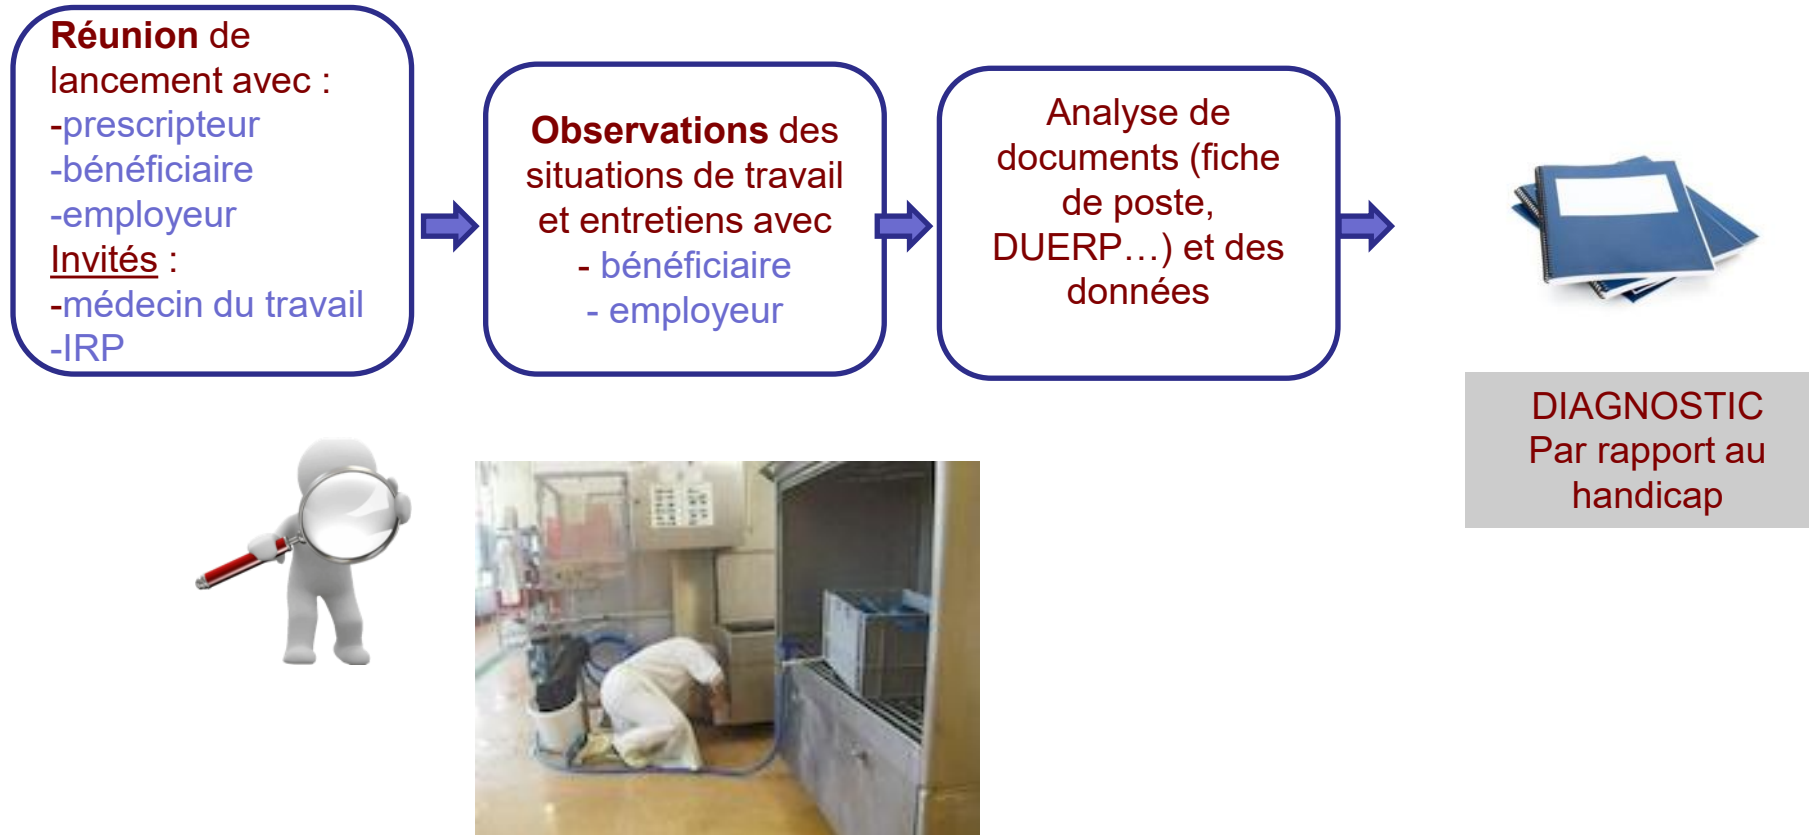 Réunion de
lancement avec :
-prescripteur
-bénéficiaire
-employeur
Invités :
-médecin du travail
-IRP
Observations des
situations de travail
et entretiens avec
- bénéficiaire
- employeur
Analyse de
documents (fiche
de poste,
DUERP…) et des
données
DIAGNOSTIC
Par rapport au
handicap